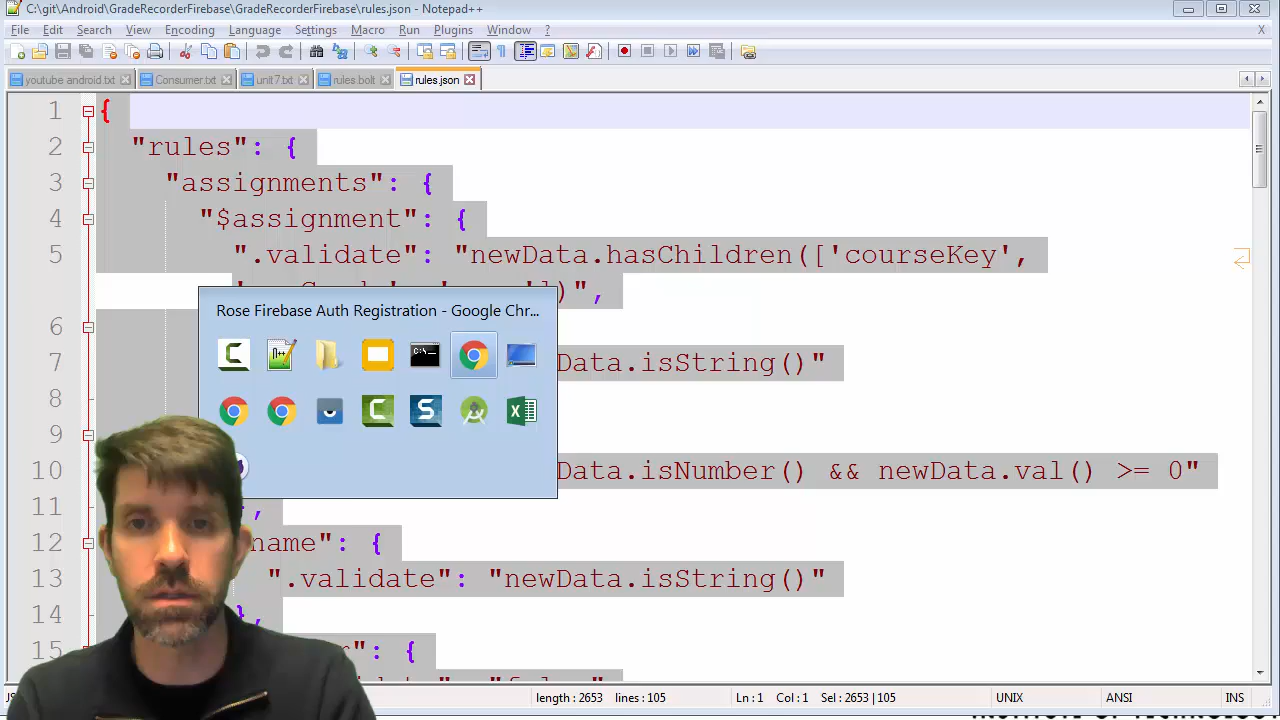 C:\git\Android\GradeRecorderFirebase\GradeRecorderFirebase\rules.json - Notepad++
File Edit Search View Encoding Language Settings Macro Run Plugins Window ? X
youtube android.txt Consumer.txt unit7.txt rules.bolt rules.json
1 {
2 "rules": {
3 "assignments": {
4 "$assignment": {
5 ".validate": "newData.hasChildren(['courseKey',
])",
Rose Firebase Auth Registration - Google Chr...
6
7 Data.isString()"
8
9
10 Data.isNumber() && newData.val() >= 0"
11 ,
12 name": {
13 ".validate": "newData.isString()"
14 },
15 ": {
length : 2653 lines : 105 Ln : 1 Col : 1 Sel : 2653 | 105 UNIX ANSI INS